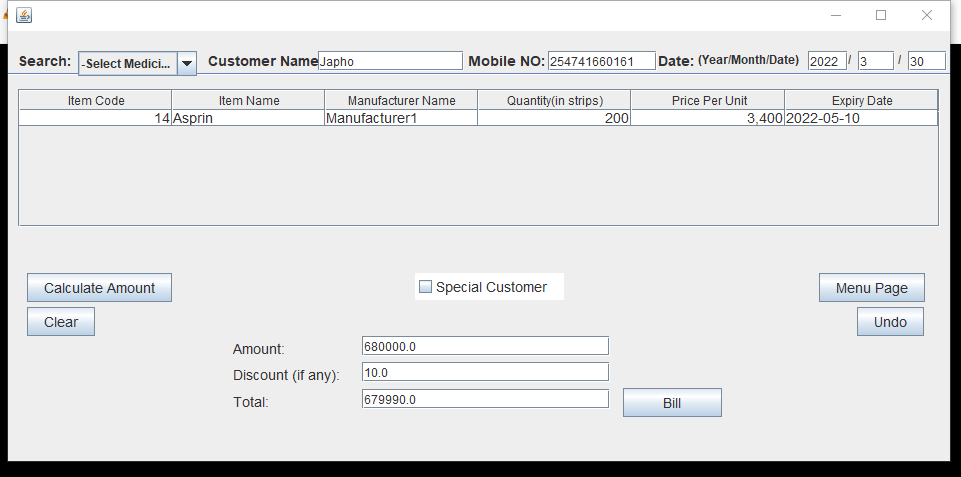 Search: -Select Medici... Customer Name Japho Mobile NO: 254741660161 Date: (Year/Month/Date) 2022 / 3 / 30
Item Code Item Name Manufacturer Name Quantity(in strips) Price Per Unit Expiry Date
14 Asprin Manufacturer1 200 3,400 2022-05-10
Calculate Amount Special Customer Menu Page
Clear Undo
Amount: 680000.0
Discount (if any): 10.0
Total: 679990.0 Bill